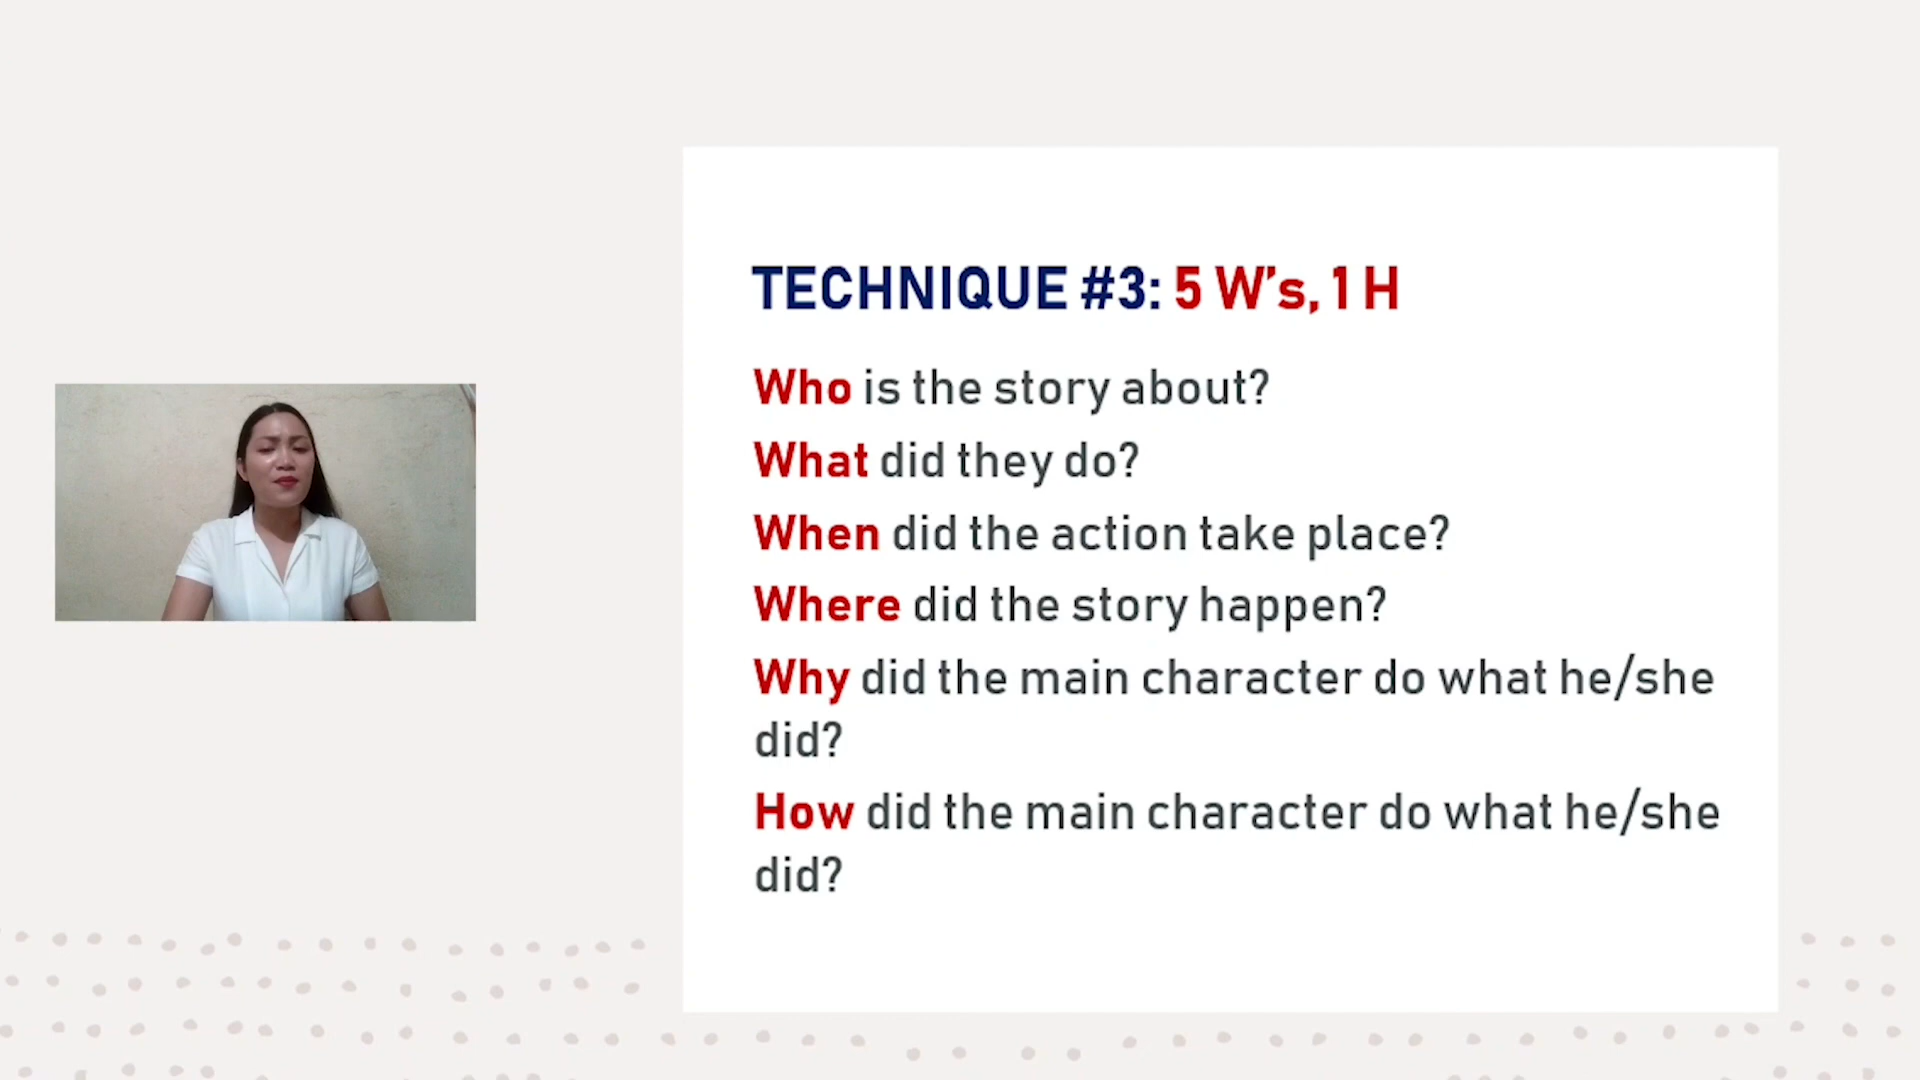 TECHNIQUE #3: 5 W's, 1 H
Who is the story about?
What did they do?
When did the action take place?
Where did the story happen?
Why did the main character do what he/she
did?
How did the main character do what he/she
did?